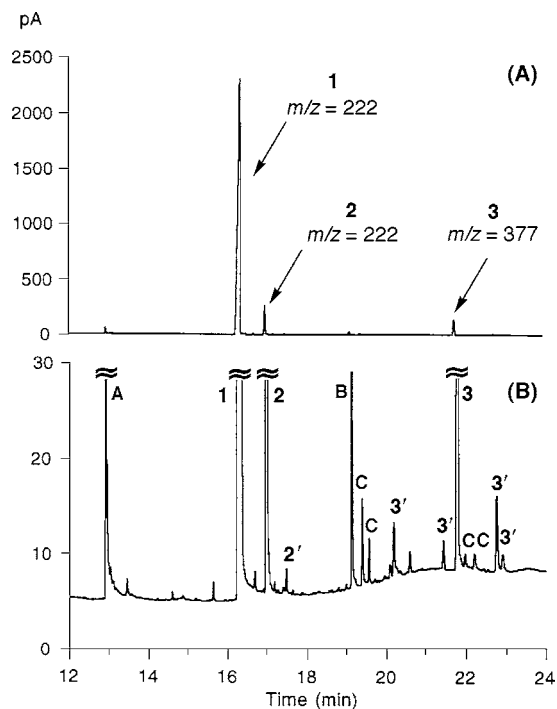 pA
2500
2000
1500
1000
500
0
(A)
1
m/z = 222
2
m/z = 222
3
m/z = 377
30
20
10
0
(B)
A
1
2
2′
B
C
C
3′
3′
3
C C
3′
3′
12 14 16 18 20 22 24
Time (min)